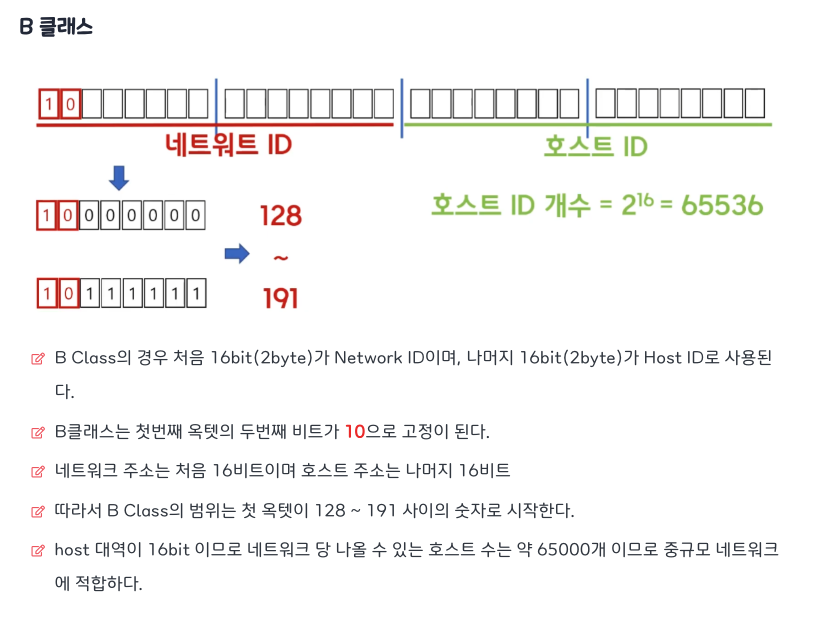 B 클래스
1 0
네트워트 ID 호스트 ID
1 0 0 0 0 0 0 0 128 호스트 ID 개수 = 2¹⁶ = 65536
~
1 0 1 1 1 1 1 1 191
B Class의 경우 처음 16bit(2byte)가 Network ID이며, 나머지 16bit(2byte)가 Host ID로 사용된
다.
B클래스는 첫번째 옥텟의 두번째 비트가 10으로 고정이 된다.
네트워크 주소는 처음 16비트이며 호스트 주소는 나머지 16비트
따라서 B Class의 범위는 첫 옥텟이 128 ~ 191 사이의 숫자로 시작한다.
host 대역이 16bit 이므로 네트워크 당 나올 수 있는 호스트 수는 약 65000개 이므로 중규모 네트워크
에 적합하다.